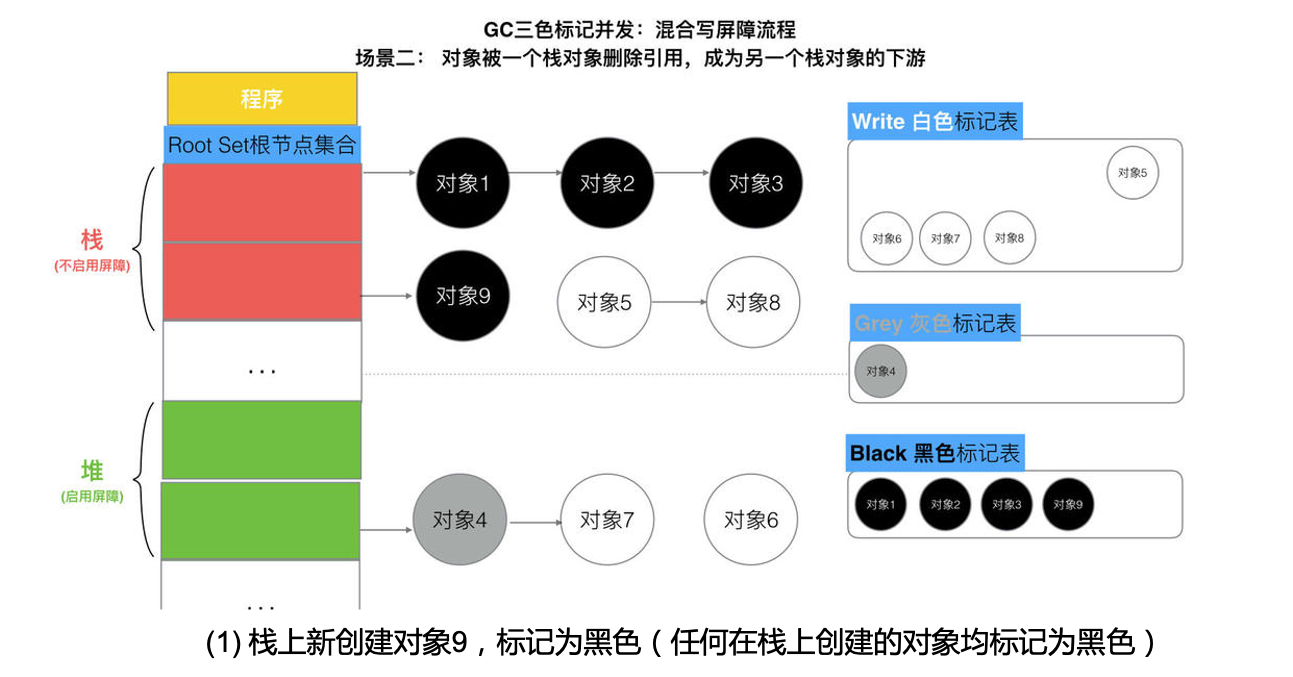 GC三色标记并发：混合写屏障流程
场景二： 对象被一个栈对象删除引用，成为另一个栈对象的下游
程序
Root Set根节点集合
栈
(不启用屏障)
...
堆
(启用屏障)
...
对象1
对象2
对象3
对象9
对象5
对象8
对象4
对象7
对象6
Write 白色标记表
对象5
对象6
对象7
对象8
Grey 灰色标记表
对象4
Black 黑色标记表
对象1
对象2
对象3
对象9
(1) 栈上新创建对象9，标记为黑色（任何在栈上创建的对象均标记为黑色）